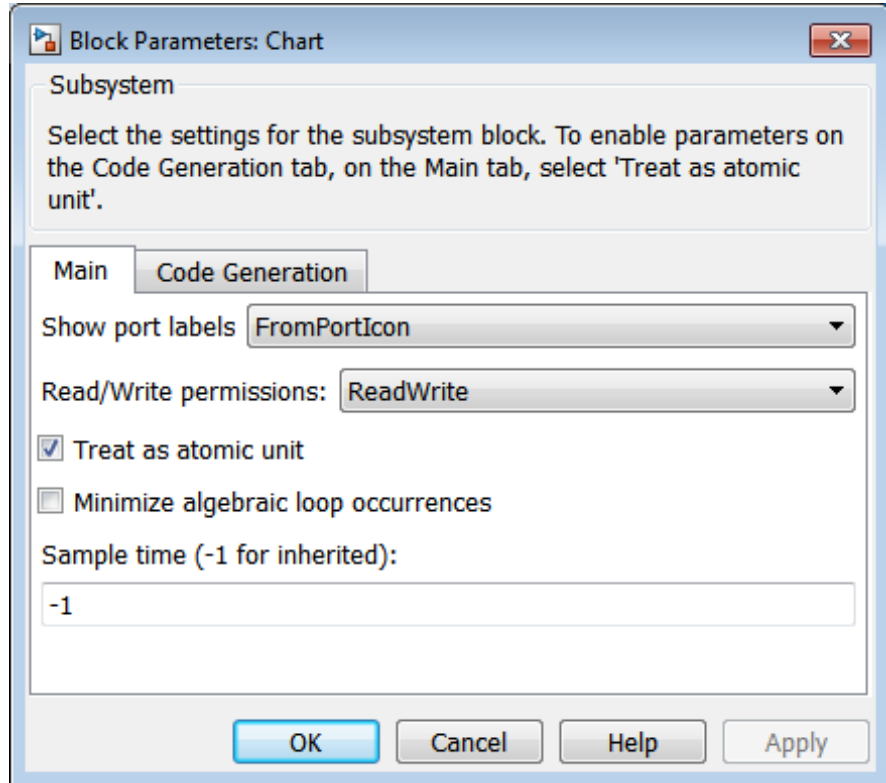 Block Parameters: Chart
Subsystem
Select the settings for the subsystem block. To enable parameters on
the Code Generation tab, on the Main tab, select 'Treat as atomic
unit'.
Main
Code Generation
Show port labels FromPortIcon
Read/Write permissions: ReadWrite
Treat as atomic unit
Minimize algebraic loop occurrences
Sample time (-1 for inherited):
-1
OK
Cancel
Help
Apply